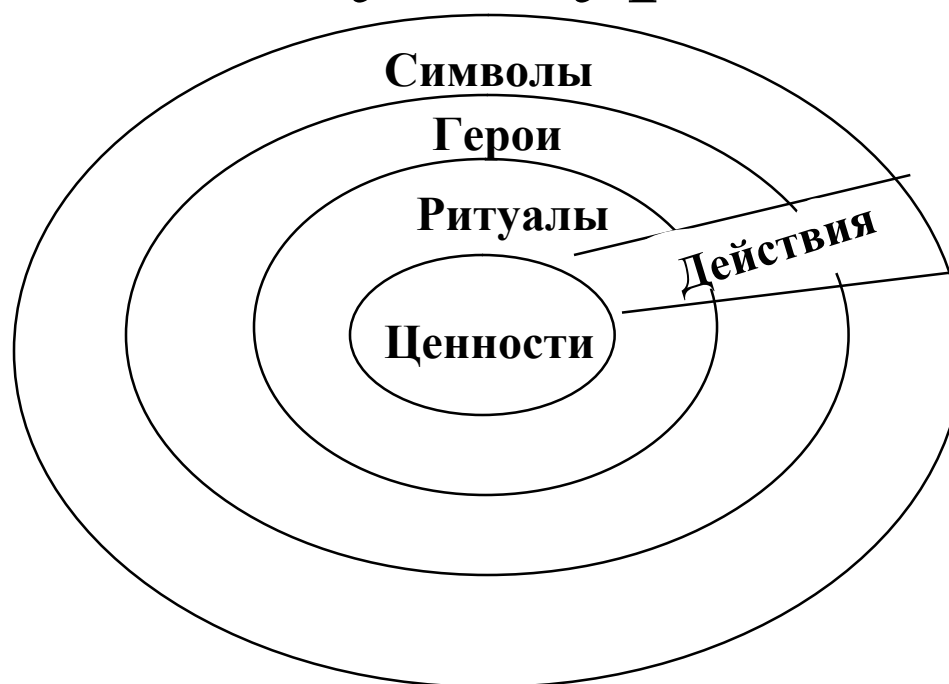 Символы
Герои
Ритуалы
Действия
Ценности